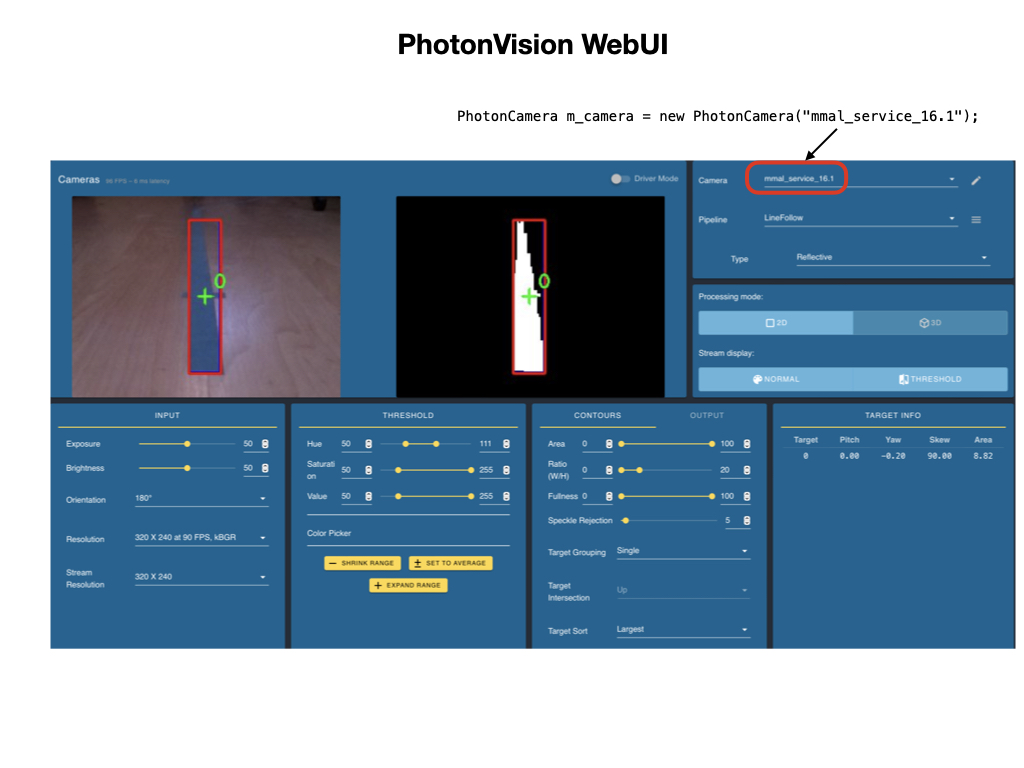 PhotonVision WebUI
PhotonCamera m_camera = new PhotonCamera("mmal_service_16.1");
Cameras 90 FPS – 6 ms latency
Driver Mode
0
0
Camera mmal_service_16.1
Pipeline LineFollow
Type Reflective
Processing mode:
2D 3D
Stream display:
NORMAL THRESHOLD
INPUT
Exposure 50
Brightness 50
Orientation 180°
Resolution 320 X 240 at 90 FPS, kBGR
Stream
Resolution 320 X 240
THRESHOLD
Hue 50 111
Saturati
on 50 255
Value 50 255
Color Picker
SHRINK RANGE SET TO AVERAGE
EXPAND RANGE
CONTOURS OUTPUT
Area 0 100
Ratio
(W/H) 0 20
Fullness 0 100
Speckle Rejection 5
Target Grouping Single
Target
Intersection Up
Target Sort Largest
TARGET INFO
Target Pitch Yaw Skew Area
0 0.00 -0.20 90.00 8.82